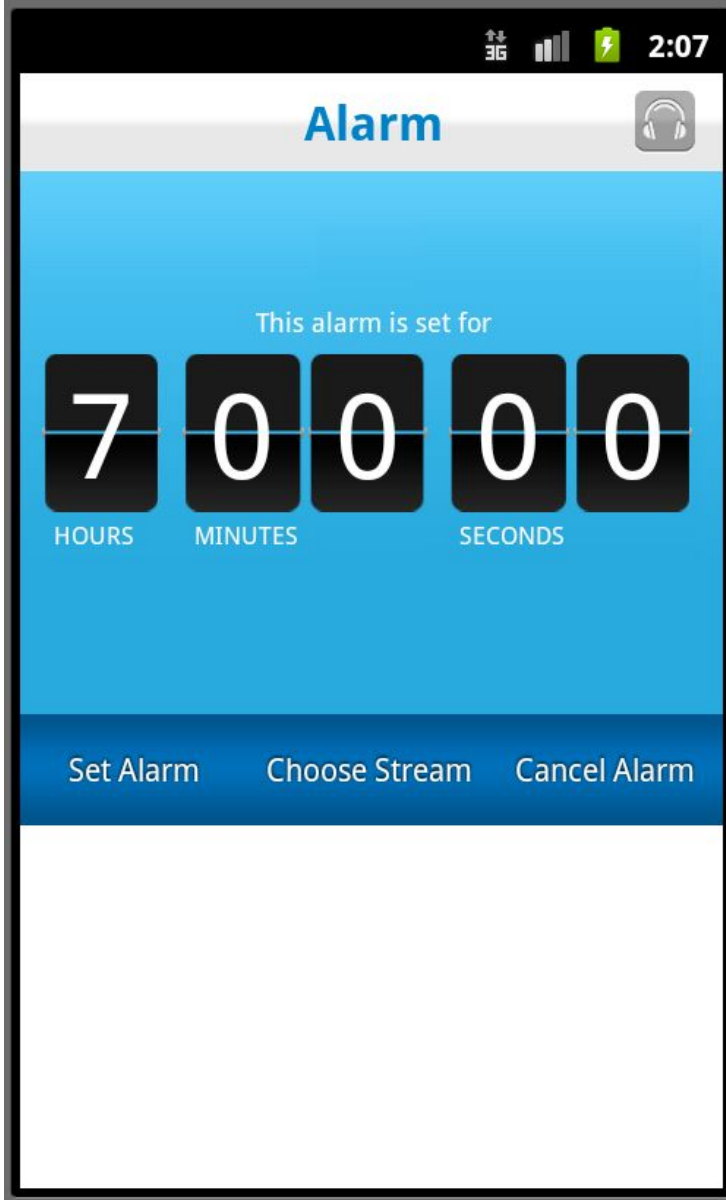 3G 2:07
Alarm
This alarm is set for
7 0 0 0 0
HOURS MINUTES SECONDS
Set Alarm Choose Stream Cancel Alarm